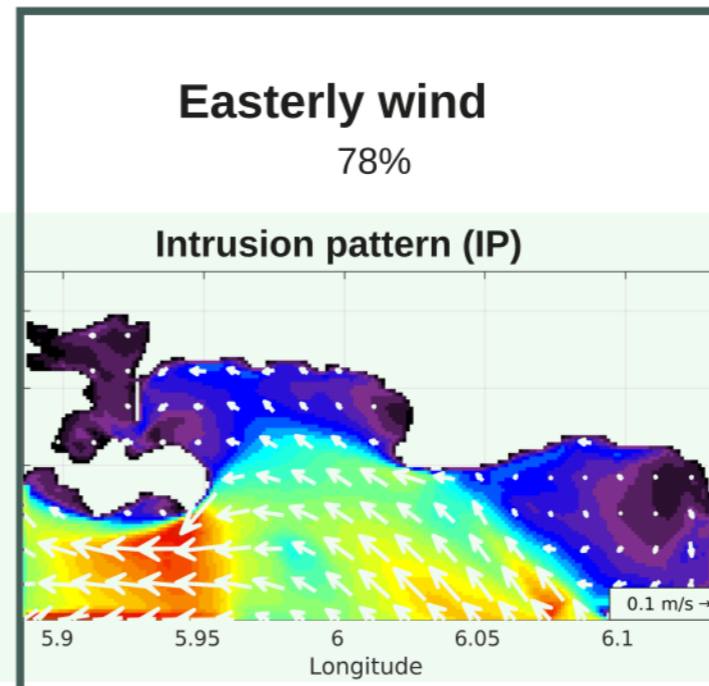 Easterly wind
78%
Intrusion pattern (IP)
0.1 m/s →
5.9 5.95 6 6.05 6.1
Longitude